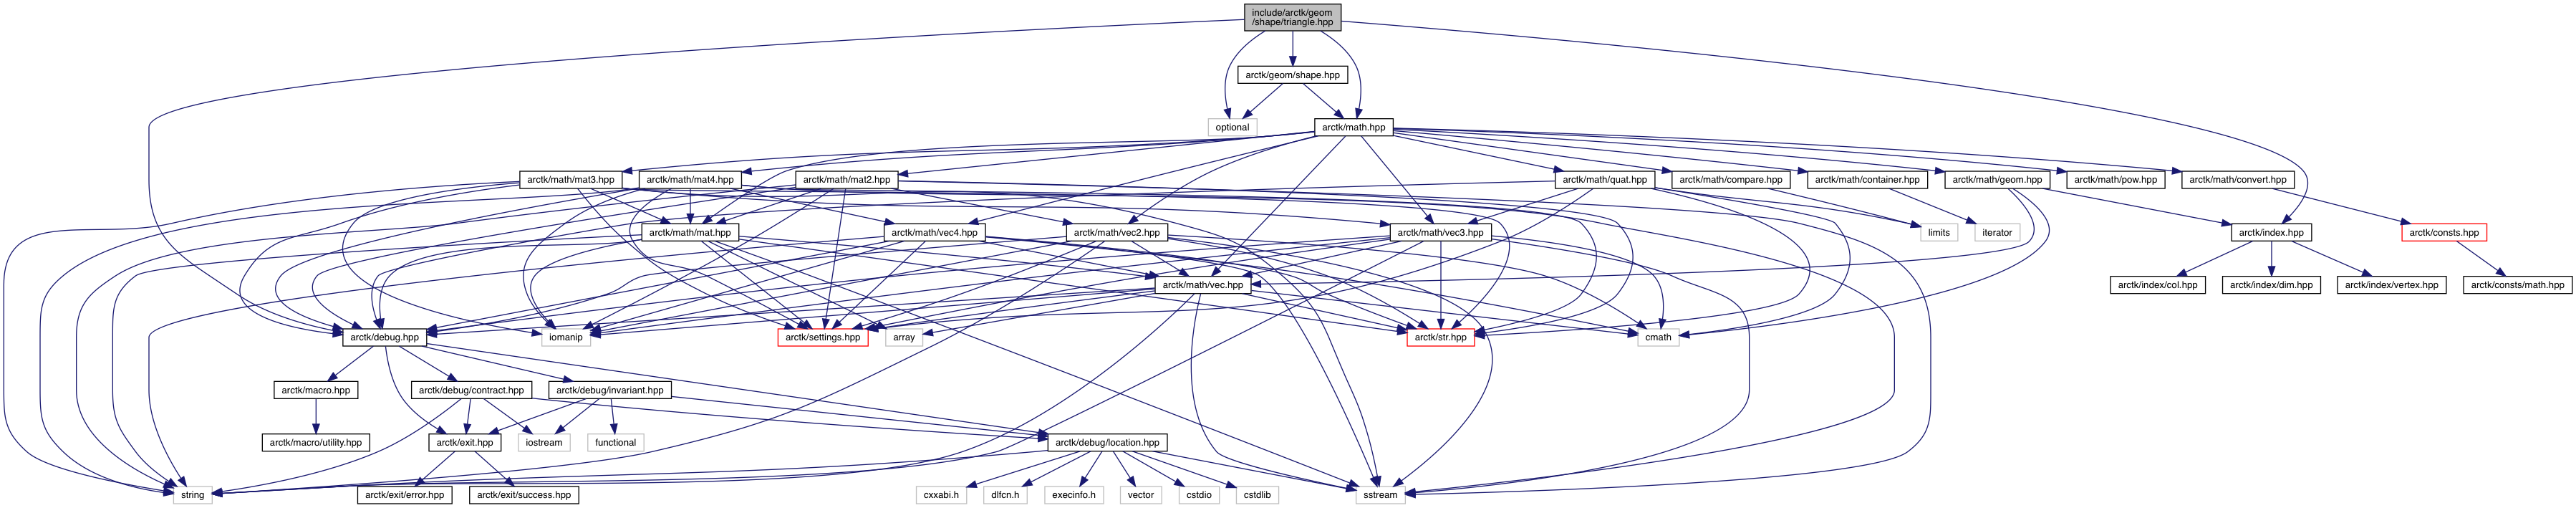 include/arctk/geom
/shape/triangle.hpp
arctk/geom/shape.hpp
optional
arctk/math.hpp
arctk/math/mat3.hpp
arctk/math/mat4.hpp
arctk/math/mat2.hpp
arctk/math/quat.hpp
arctk/math/compare.hpp
arctk/math/container.hpp
arctk/math/geom.hpp
arctk/math/pow.hpp
arctk/math/convert.hpp
arctk/math/mat.hpp
arctk/math/vec4.hpp
arctk/math/vec2.hpp
arctk/math/vec3.hpp
limits
iterator
arctk/index.hpp
arctk/consts.hpp
arctk/math/vec.hpp
arctk/index/col.hpp
arctk/index/dim.hpp
arctk/index/vertex.hpp
arctk/consts/math.hpp
arctk/debug.hpp
iomanip
arctk/settings.hpp
array
arctk/str.hpp
cmath
arctk/macro.hpp
arctk/debug/contract.hpp
arctk/debug/invariant.hpp
arctk/macro/utility.hpp
arctk/exit.hpp
iostream
functional
arctk/debug/location.hpp
string
arctk/exit/error.hpp
arctk/exit/success.hpp
cxxabi.h
dlfcn.h
execinfo.h
vector
cstdio
cstdlib
sstream